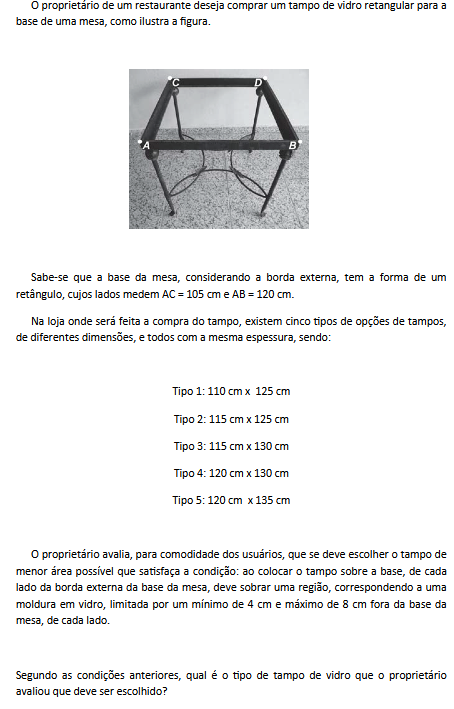 O proprietário de um restaurante deseja comprar um tampo de vidro retangular para a
base de uma mesa, como ilustra a figura.
C D
A B
Sabe-se que a base da mesa, considerando a borda externa, tem a forma de um
retângulo, cujos lados medem AC = 105 cm e AB = 120 cm.
Na loja onde será feita a compra do tampo, existem cinco tipos de opções de tampos,
de diferentes dimensões, e todos com a mesma espessura, sendo:
Tipo 1: 110 cm x 125 cm
Tipo 2: 115 cm x 125 cm
Tipo 3: 115 cm x 130 cm
Tipo 4: 120 cm x 130 cm
Tipo 5: 120 cm x 135 cm
O proprietário avalia, para comodidade dos usuários, que se deve escolher o tampo de
menor área possível que satisfaça a condição: ao colocar o tampo sobre a base, de cada
lado da borda externa da base da mesa, deve sobrar uma região, correspondendo a uma
moldura em vidro, limitada por um mínimo de 4 cm e máximo de 8 cm fora da base da
mesa, de cada lado.
Segundo as condições anteriores, qual é o tipo de tampo de vidro que o proprietário
avaliou que deve ser escolhido?